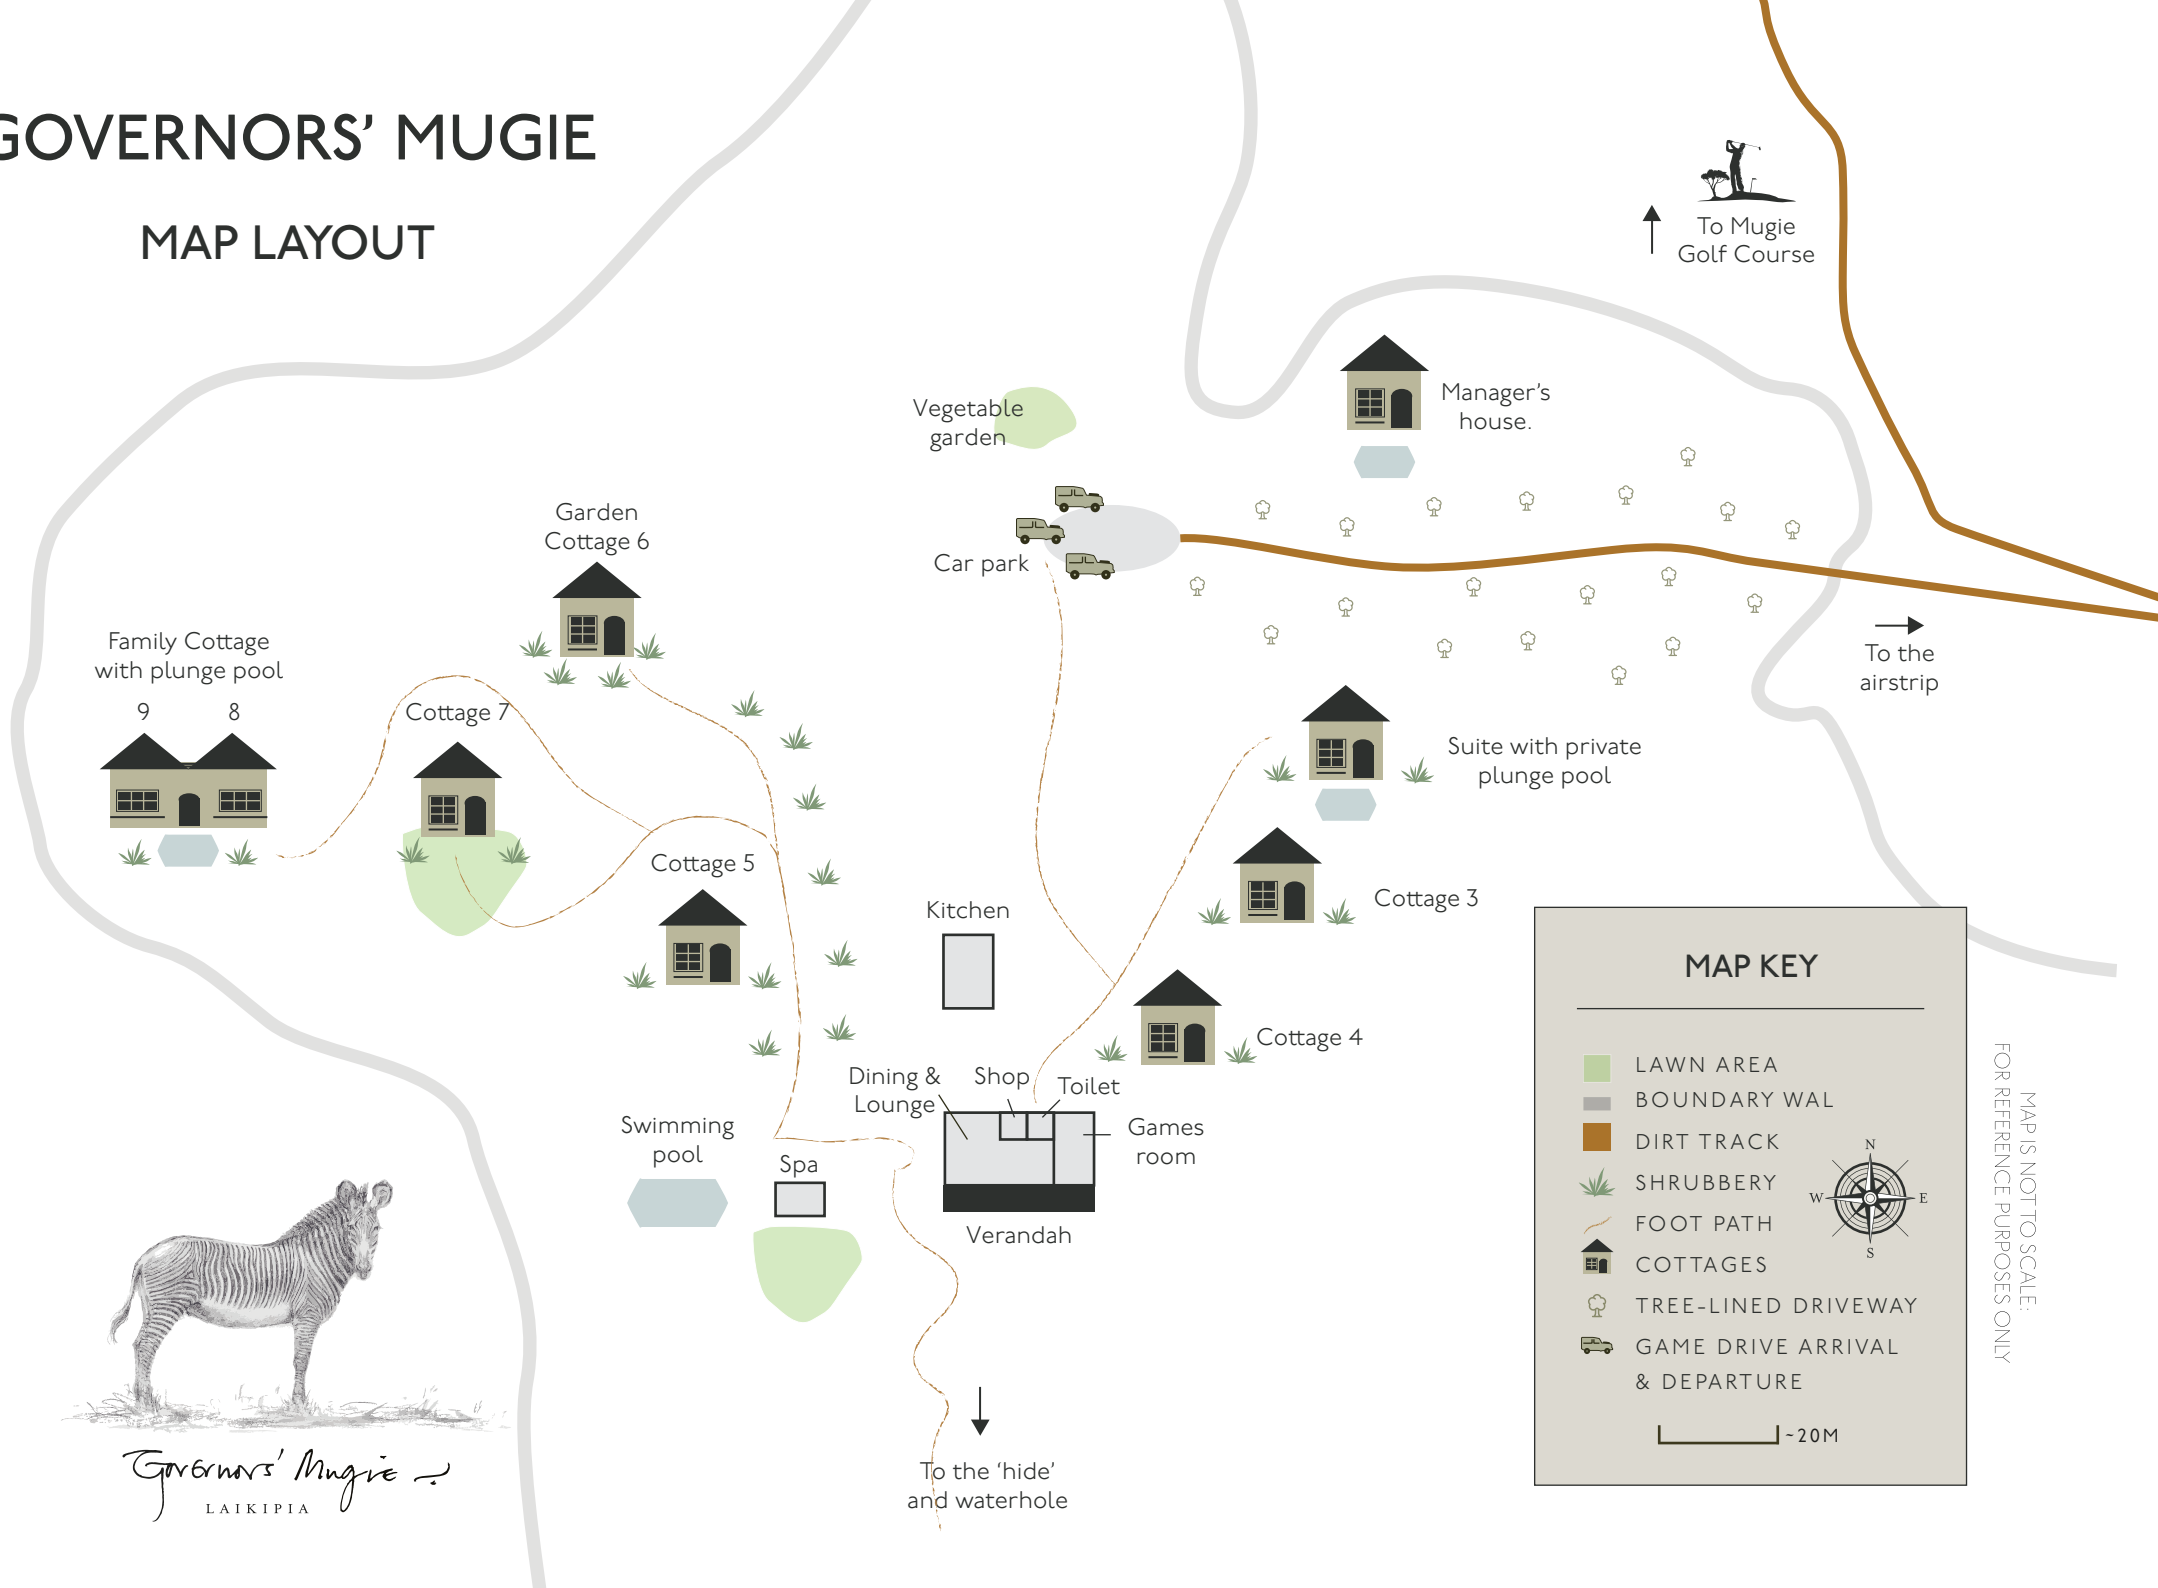 GOVERNORS’ MUGIE
MAP LAYOUT
To Mugie
Golf Course
Manager’s
house.
Vegetable
garden
Car park
Garden
Cottage 6
To the
airstrip
Family Cottage
with plunge pool
9
8
Cottage 7
Suite with private
plunge pool
Cottage 5
Cottage 3
Kitchen
Cottage 4
Dining &
Lounge
Shop
Toilet
Games
room
Swimming
pool
Spa
Verandah
To the ‘hide’
and waterhole
MAP KEY
LAWN AREA
BOUNDARY WAL
DIRT TRACK
SHRUBBERY
FOOT PATH
COTTAGES
TREE-LINED DRIVEWAY
GAME DRIVE ARRIVAL
& DEPARTURE
~20M
N
W
E
S
MAP IS NOT TO SCALE:
FOR REFERENCE PURPOSES ONLY
Governors’ Mugie
LAIKIPIA